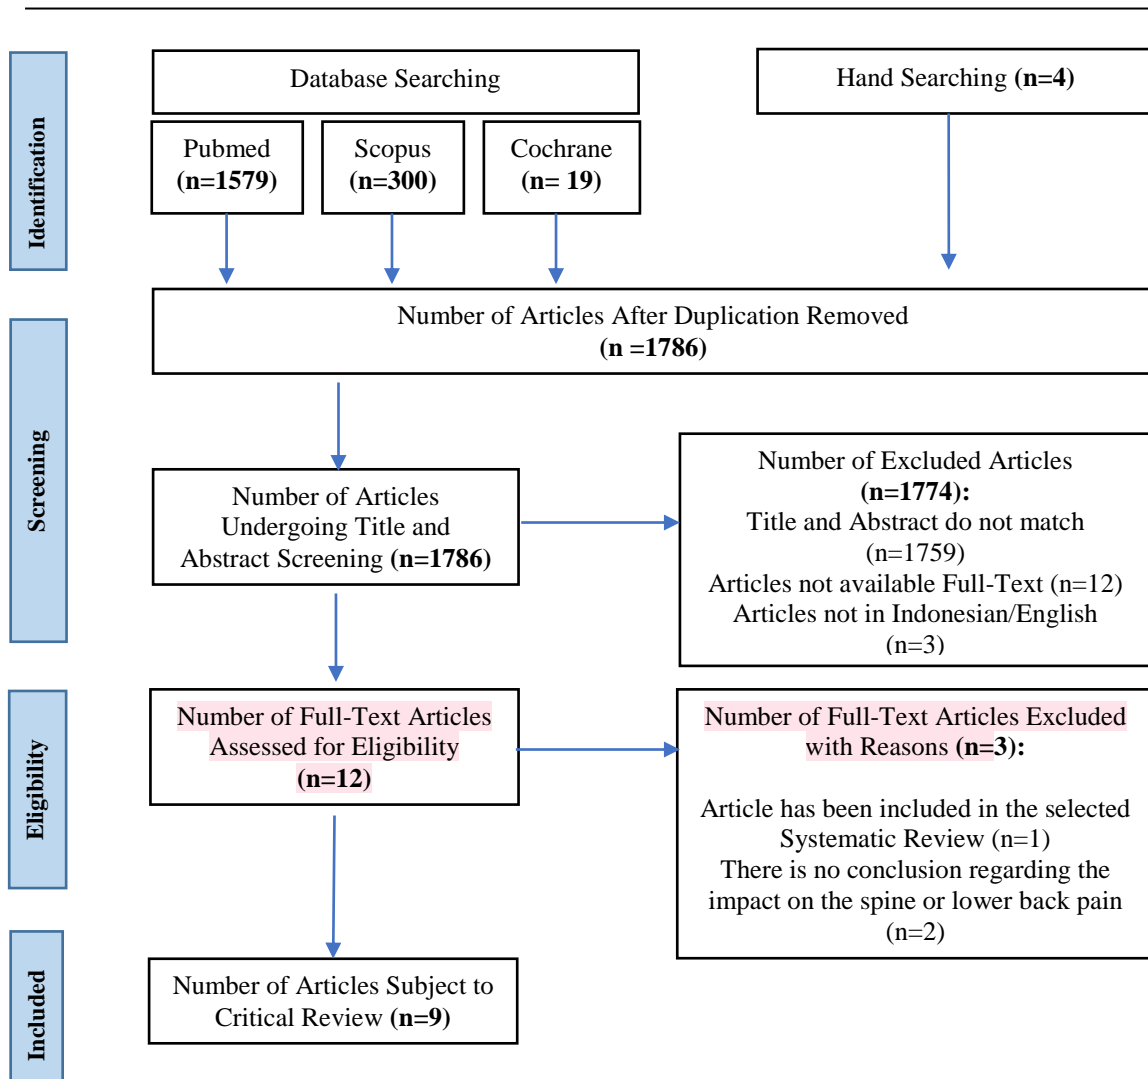 Identification
Database Searching
Hand Searching (n=4)
Pubmed
(n=1579)
Scopus
(n=300)
Cochrane
(n= 19)
Screening
Number of Articles After Duplication Removed
(n =1786)
Number of Articles
Undergoing Title and
Abstract Screening (n=1786)
Number of Excluded Articles
(n=1774):
Title and Abstract do not match
(n=1759)
Articles not available Full-Text (n=12)
Articles not in Indonesian/English
(n=3)
Eligibility
Number of Full-Text Articles
Assessed for Eligibility
(n=12)
Number of Full-Text Articles Excluded
with Reasons (n=3):
Article has been included in the selected
Systematic Review (n=1)
There is no conclusion regarding the
impact on the spine or lower back pain
(n=2)
Included
Number of Articles Subject to
Critical Review (n=9)